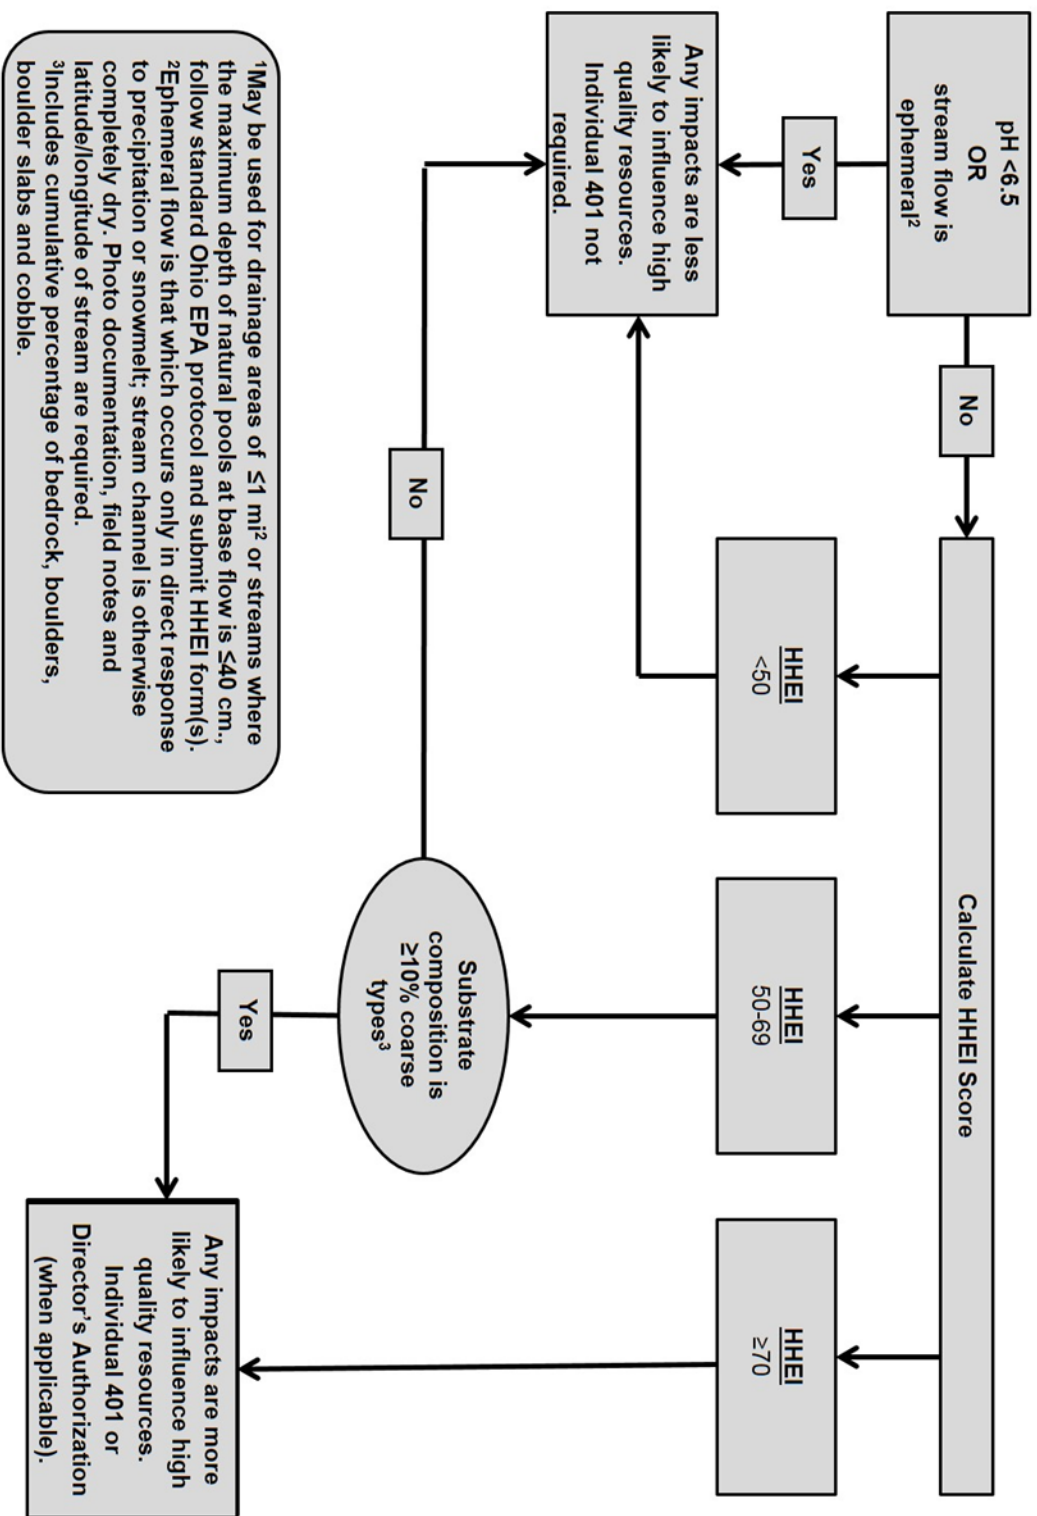 pH <6.5
OR
stream flow is
ephemeral²
No
Calculate HHEI Score
Yes
HHEI
<50
HHEI
50-69
HHEI
≥70
Any impacts are less
likely to influence high
quality resources.
Individual 401 not
required.
No
Substrate
composition is
≥10% coarse
types³
Yes
Any impacts are more
likely to influence high
quality resources.
Individual 401 or
Director’s Authorization
(when applicable).
¹May be used for drainage areas of ≤1 mi² or streams where
the maximum depth of natural pools at base flow is ≤40 cm.,
follow standard Ohio EPA protocol and submit HHEI form(s).
²Ephemeral flow is that which occurs only in direct response
to precipitation or snowmelt; stream channel is otherwise
completely dry. Photo documentation, field notes and
latitude/longitude of stream are required.
³Includes cumulative percentage of bedrock, boulders,
boulder slabs and cobble.